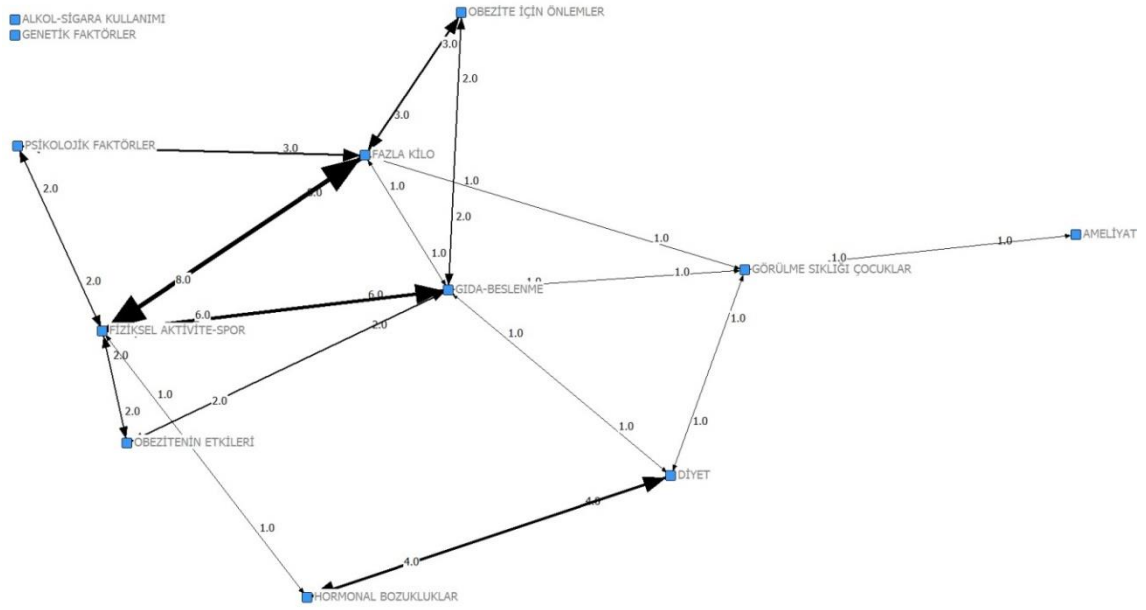 ALKOL-SİGARA KULLANIMI
GENETİK FAKTÖRLER
OBEZİTE İÇİN ÖNLEMLER
3.0
2.0
3.0
PSİKOLOJİK FAKTÖRLER
3.0
FAZLA KİLO
2.0
1.0
1.0
2.0
AMELİYAT
1.0
1.0
1.0
1.0
1.0
1.0
GÖRÜLME SIKLIĞI ÇOCUKLAR
2.0
8.0
GIDA-BESLENME
6.0
6.0
1.0
FİZİKSEL AKTİVİTE-SPOR
2.0
1.0
2.0
1.0
2.0
2.0
1.0
1.0
OBEZİTENİN ETKİLERİ
DİYET
4.0
1.0
4.0
HORMONAL BOZUKLUKLAR